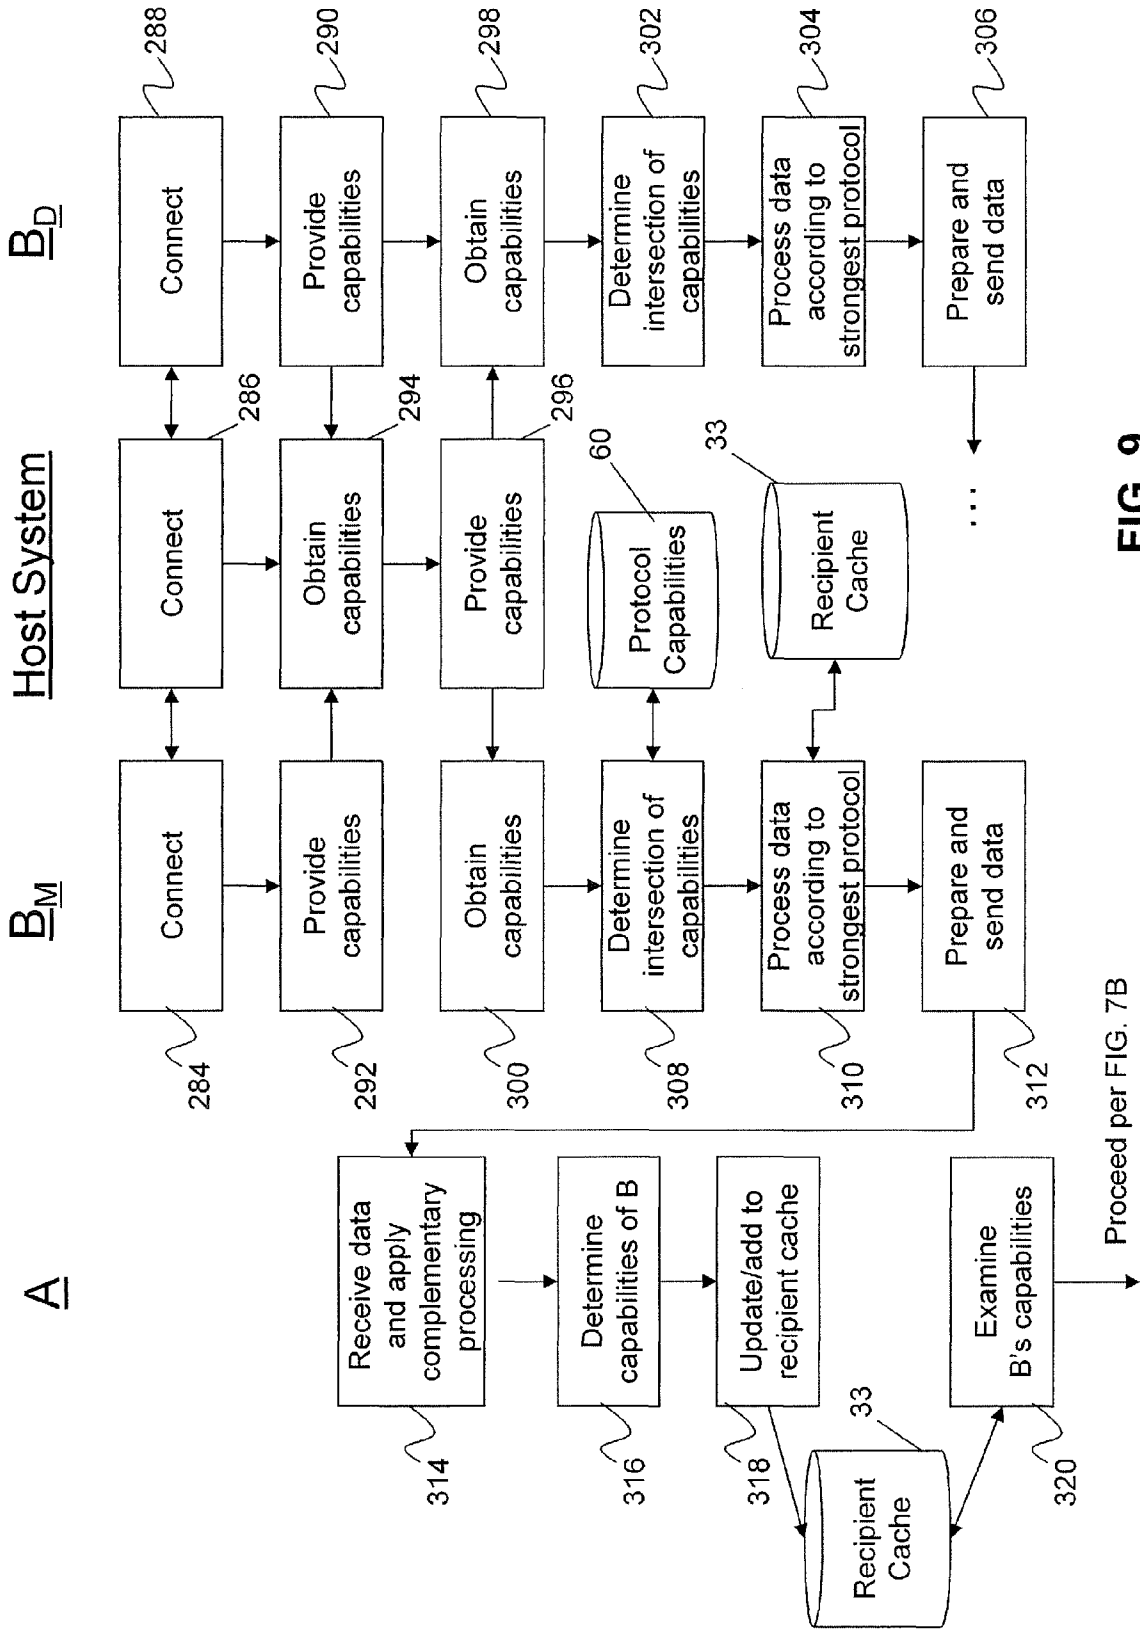 A
B_M
Host System
B_D
Connect
284
Connect
286
Connect
288
Provide
capabilities
292
Obtain
capabilities
294
Provide
capabilities
290
Obtain
capabilities
300
Provide
capabilities
296
Obtain
capabilities
298
Determine
intersection of
capabilities
308
Protocol
Capabilities
60
Determine
intersection of
capabilities
302
Process data
according to
strongest protocol
310
Recipient
Cache
33
Process data
according to
strongest protocol
304
Prepare and
send data
312
...
Prepare and
send data
306
Receive data
and apply
complementary
processing
314
Determine
capabilities of B
316
Update/add to
recipient cache
318
Recipient
Cache
33
Examine
B's capabilities
320
Proceed per FIG. 7B
FIG. 9